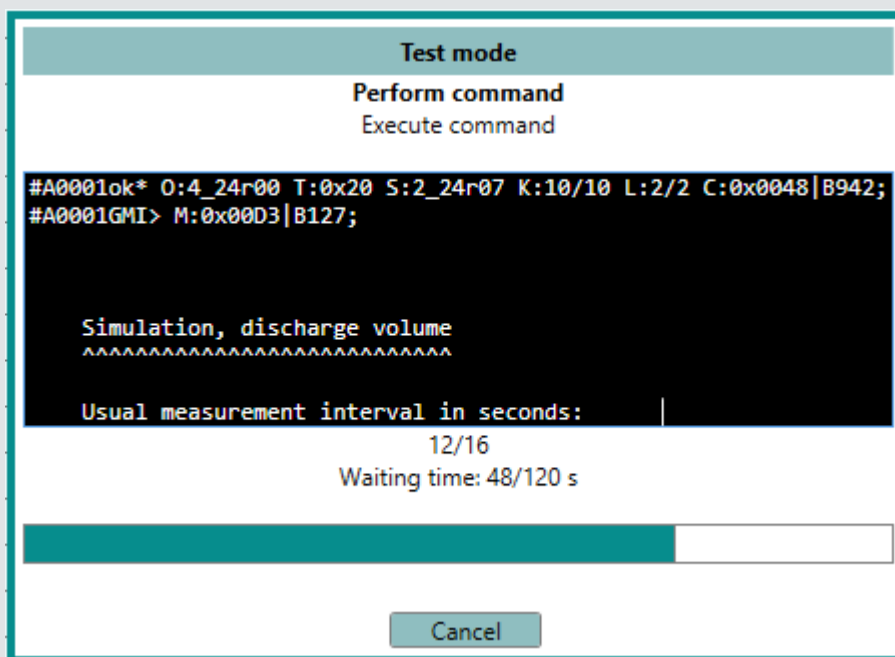 Test mode
Perform command
Execute command
#A0001ok* O:4_24r00 T:0x20 S:2_24r07 K:10/10 L:2/2 C:0x0048|B942;
#A0001GMI> M:0x00D3|B127;
Simulation, discharge volume
^^^^^^^^^^^^^^^^^^^^^^^^^^^^
Usual measurement interval in seconds:
12/16
Waiting time: 48/120 s
Cancel